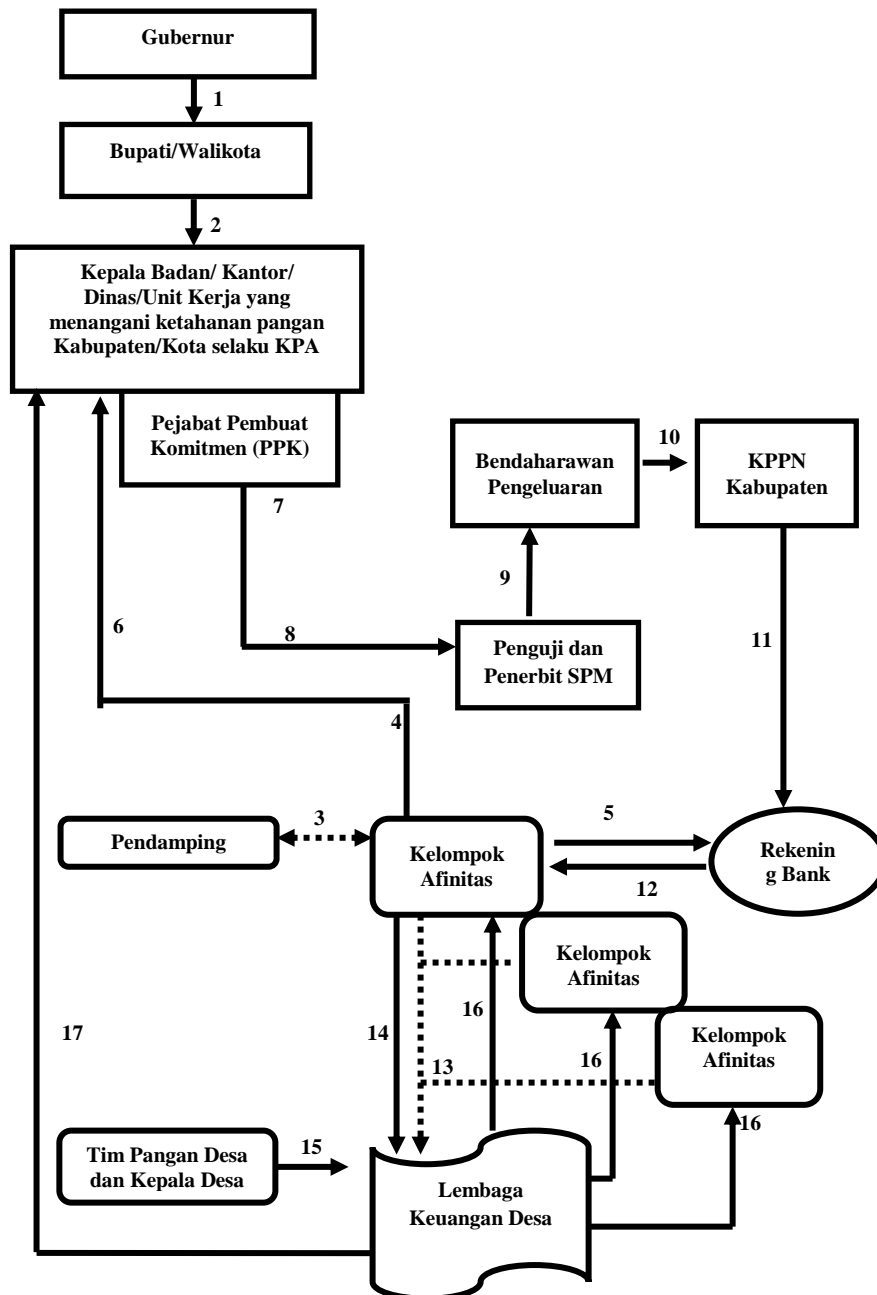 Gubernur
1
Bupati/Walikota
2
Kepala Badan/ Kantor/
Dinas/Unit Kerja yang
menangani ketahanan pangan
Kabupaten/Kota selaku KPA
Pejabat Pembuat
Komitmen (PPK)
7
Bendaharawan
Pengeluaran
10
KPPN
Kabupaten
9
6
8
11
Penguji dan
Penerbit SPM
4
Pendamping
3
Kelompok
Afinitas
5
12
Rekenin
g Bank
Kelompok
Afinitas
Kelompok
Afinitas
17
14
16
13
16
16
Tim Pangan Desa
dan Kepala Desa
15
Lembaga
Keuangan Desa